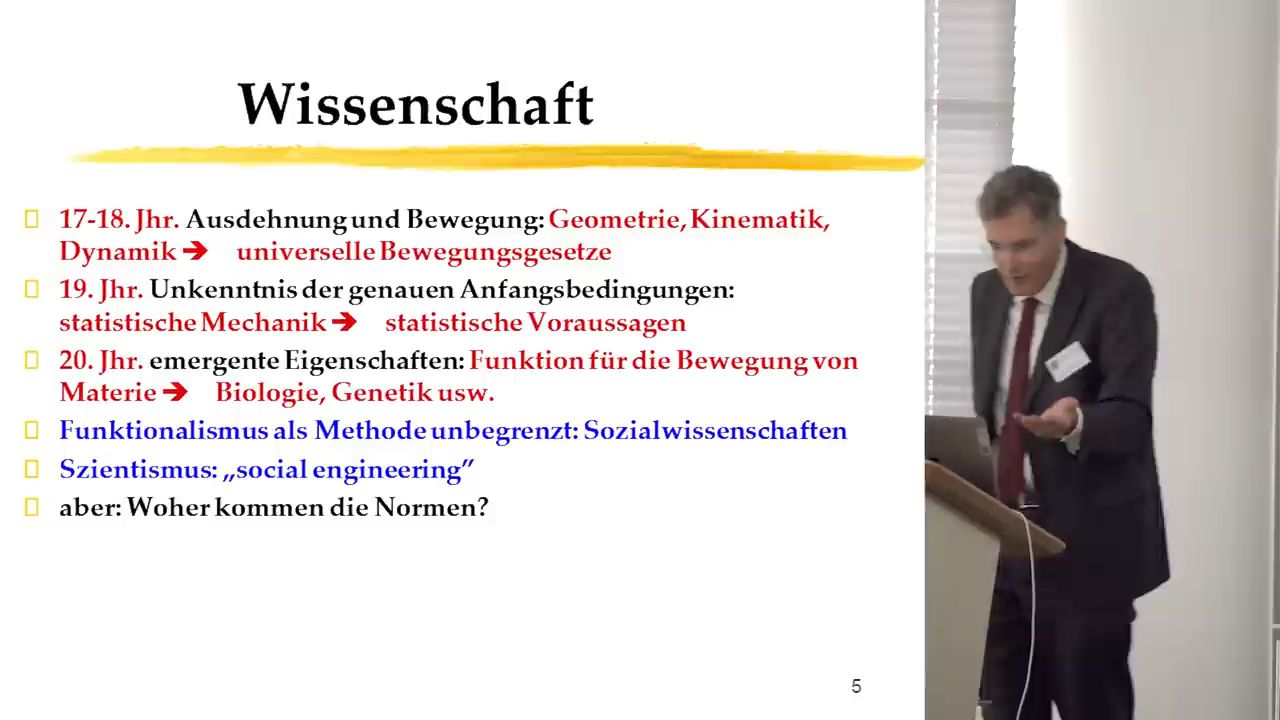 Wissenschaft
17-18. Jhr. Ausdehnung und Bewegung: Geometrie, Kinematik,
Dynamik ➔ universelle Bewegungsgesetze
19. Jhr. Unkenntnis der genauen Anfangsbedingungen:
statistische Mechanik ➔ statistische Voraussagen
20. Jhr. emergente Eigenschaften: Funktion für die Bewegung von
Materie ➔ Biologie, Genetik usw.
Funktionalismus als Methode unbegrenzt: Sozialwissenschaften
Szientismus: „social engineering”
aber: Woher kommen die Normen?
5